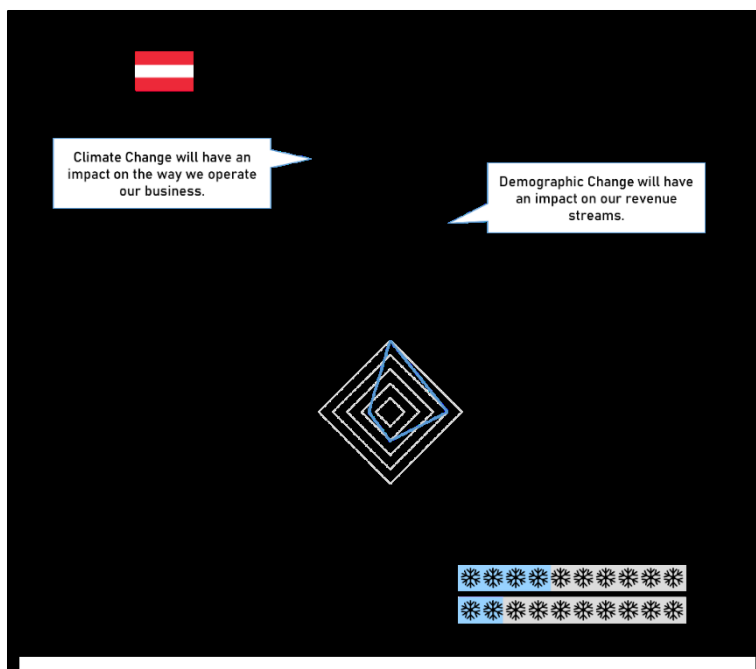 Climate Change will have an
impact on the way we operate
our business.
Demographic Change will have
an impact on our revenue
streams.